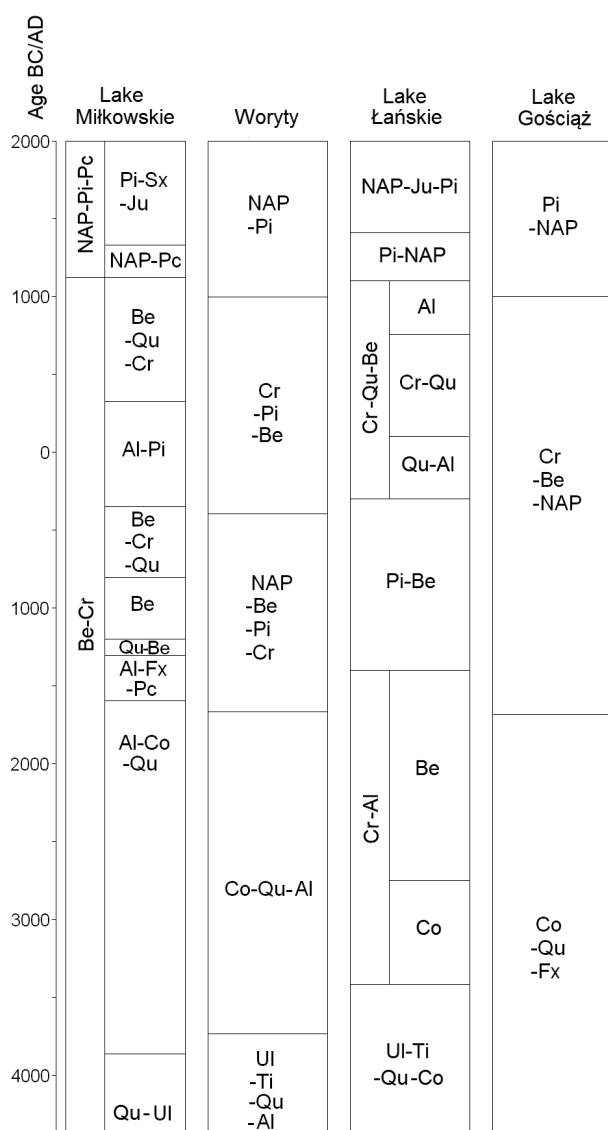 Age BC/AD
Lake
Miłkowskie
Woryty
Lake
Łańskie
Lake
Gościąż
2000
1000
0
1000
2000
3000
4000
NAP-Pi-Pc
Pi-Sx
-Ju
NAP-Pc
Be-Cr
Be
-Qu
-Cr
Al-Pi
Be
-Cr
-Qu
Be
Qu-Be
Al-Fx
-Pc
Al-Co
-Qu
Qu-Ul
NAP
-Pi
Cr
-Pi
-Be
NAP
-Be
-Pi
-Cr
Co-Qu-Al
Ul
-Ti
-Qu
-Al
NAP-Ju-Pi
Pi-NAP
Cr-Qu-Be
Al
Cr-Qu
Qu-Al
Pi-Be
Cr-Al
Be
Co
Ul-Ti
-Qu-Co
Pi
-NAP
Cr
-Be
-NAP
Co
-Qu
-Fx